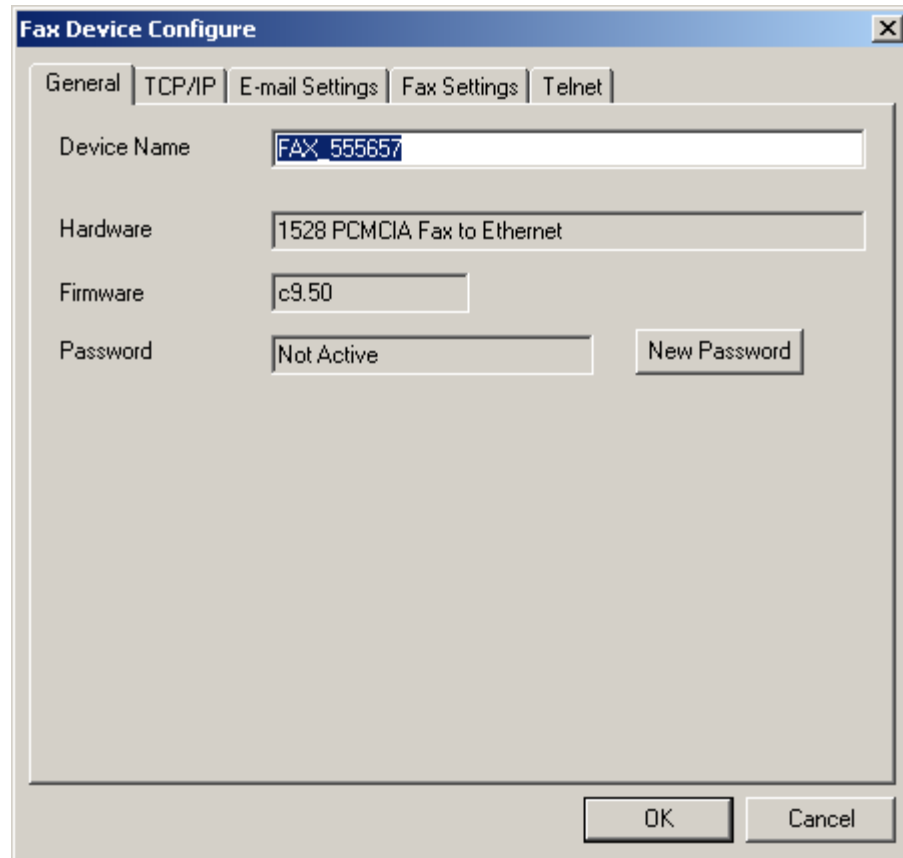 Fax Device Configure
General TCP/IP E-mail Settings Fax Settings Telnet
Device Name FAX_555657
Hardware 1528 PCMCIA Fax to Ethernet
Firmware c9.50
Password Not Active New Password
OK Cancel